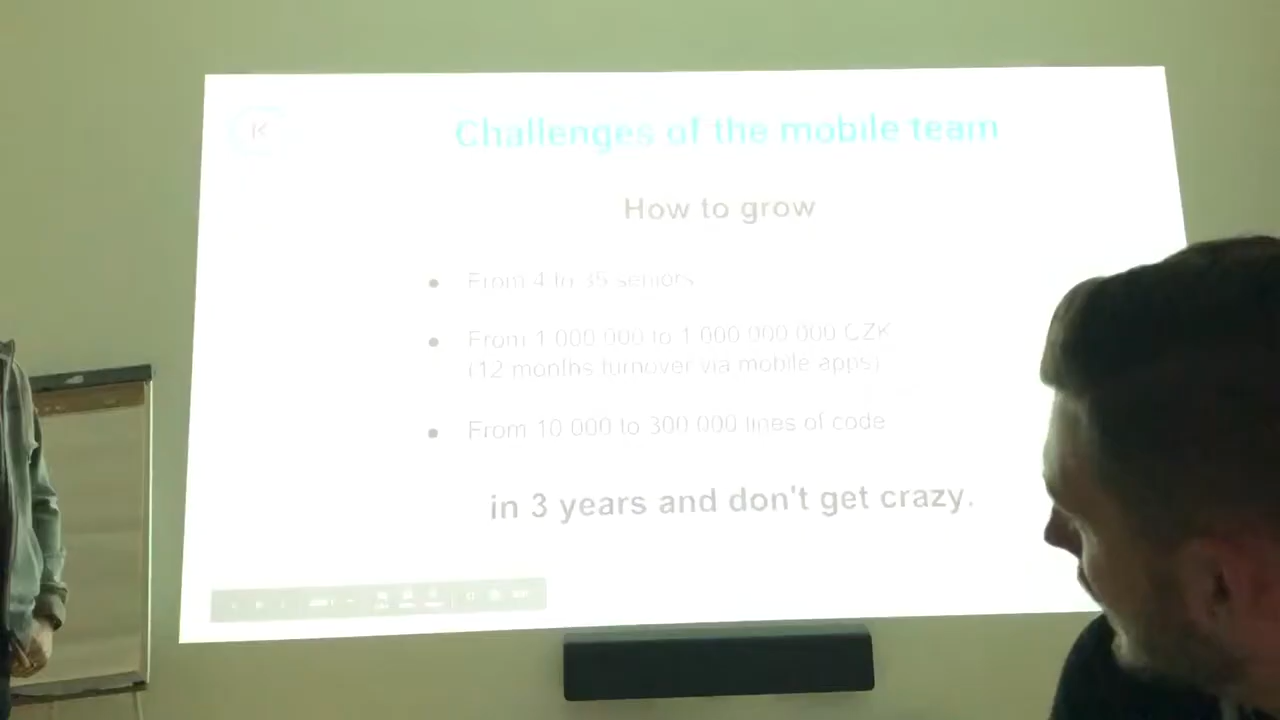 K
Challenges of the mobile team
How to grow
● From 4 to 35 seniors
● From 1 000 000 to 1 000 000 000 CZK
(12 months turnover via mobile apps)
● From 10 000 to 300 000 lines of code
in 3 years and don't get crazy.